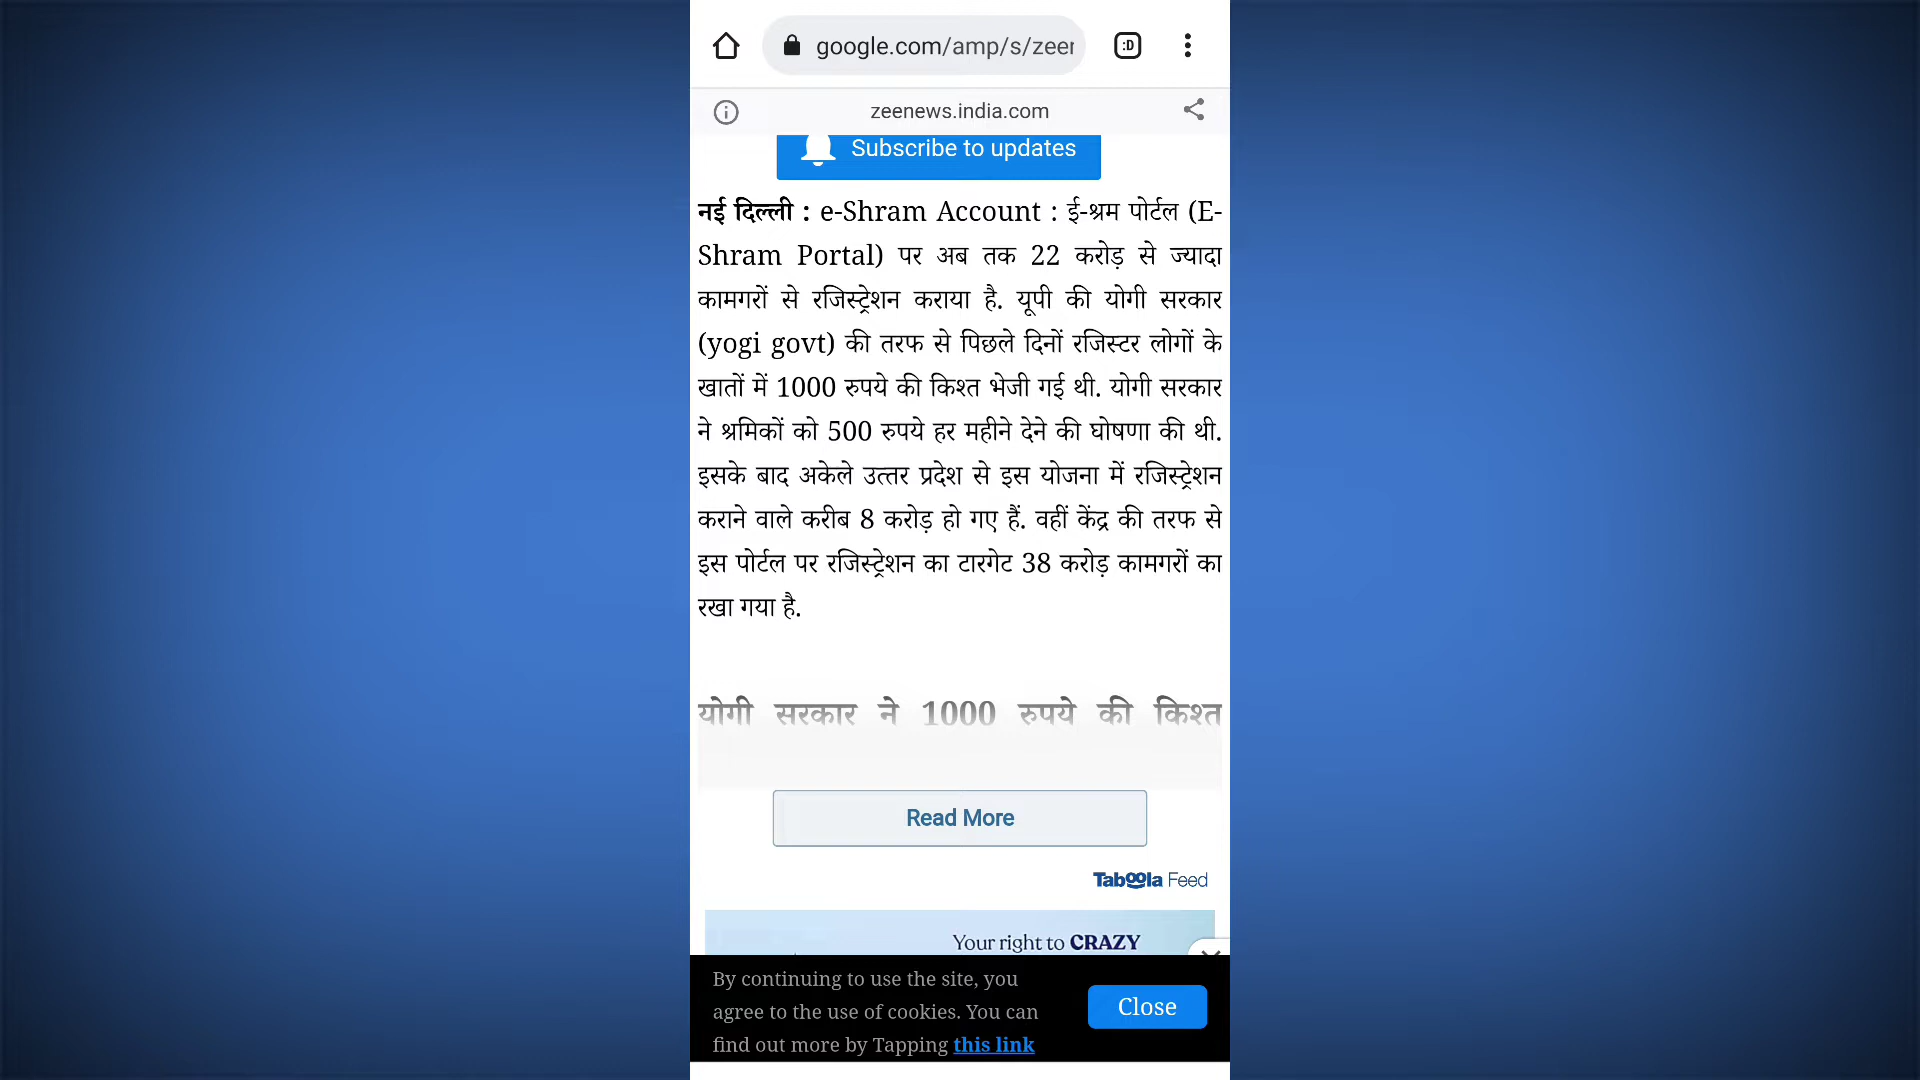 google.com/amp/s/zeer
:D
zeenews.india.com
Subscribe to updates
नई दिल्ली : e-Shram Account : ई-श्रम पोर्टल (E-
Shram Portal) पर अब तक 22 करोड़ से ज्यादा
कामगरों से रजिस्ट्रेशन कराया है. यूपी की योगी सरकार
(yogi govt) की तरफ से पिछले दिनों रजिस्टर लोगों के
खातों में 1000 रुपये की किश्त भेजी गई थी. योगी सरकार
ने श्रमिकों को 500 रुपये हर महीने देने की घोषणा की थी.
इसके बाद अकेले उत्तर प्रदेश से इस योजना में रजिस्ट्रेशन
कराने वाले करीब 8 करोड़ हो गए हैं. वहीं केंद्र की तरफ से
इस पोर्टल पर रजिस्ट्रेशन का टारगेट 38 करोड़ कामगरों का
रखा गया है.
योगी सरकार ने 1000 रुपये की किश्त
Read More
Taboola Feed
Your right to CRAZY
By continuing to use the site, you
agree to the use of cookies. You can
find out more by Tapping this link
Close